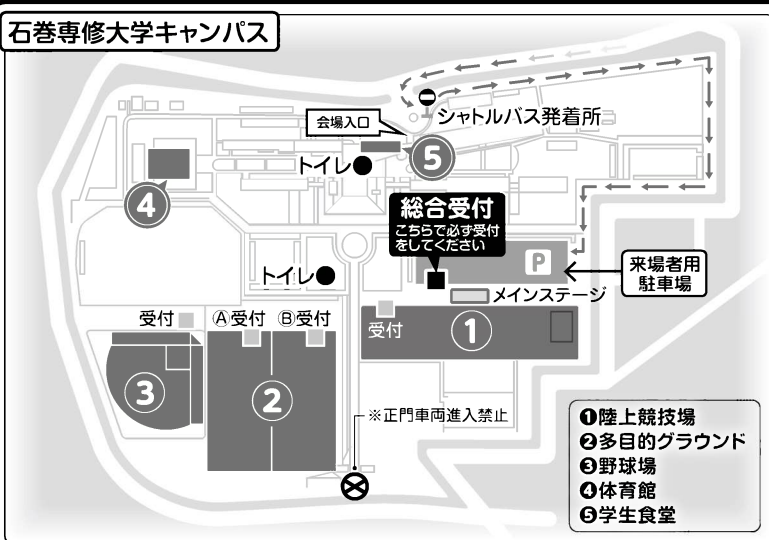 石巻専修大学キャンパス
会場入口
シャトルバス発着所
⑤
トイレ●
④
総合受付
こちらで必ず受付
をしてください
P
来場者用
駐車場
トイレ●
メインステージ
受付
Ⓐ受付
Ⓑ受付
受付
①
③
②
※正門車両進入禁止
❶陸上競技場
❷多目的グラウンド
❸野球場
❹体育館
❺学生食堂